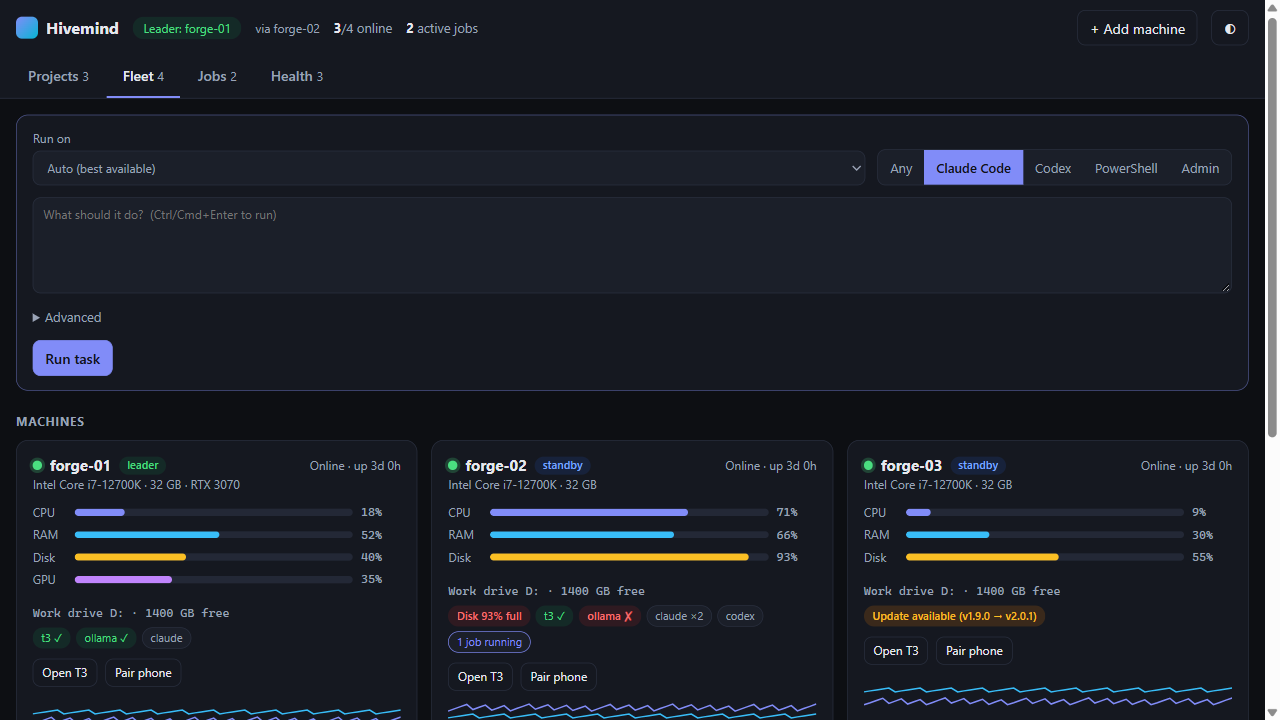 Hivemind Leader: forge-01 via forge-02 3/4 online 2 active jobs + Add machine
Projects 3 Fleet 4 Jobs 2 Health 3
Run on
Auto (best available) Any Claude Code Codex PowerShell Admin
What should it do? (Ctrl/Cmd+Enter to run)
Advanced
Run task
MACHINES
forge-01 leader Online · up 3d 0h
Intel Core i7-12700K · 32 GB · RTX 3070
CPU 18%
RAM 52%
Disk 40%
GPU 35%
Work drive D: · 1400 GB free
t3 ✓ ollama ✓ claude
Open T3 Pair phone
forge-02 standby Online · up 3d 0h
Intel Core i7-12700K · 32 GB
CPU 71%
RAM 66%
Disk 93%
Work drive D: · 1400 GB free
Disk 93% full t3 ✓ ollama ✗ claude ×2 codex
1 job running
Open T3 Pair phone
forge-03 standby Online · up 3d 0h
Intel Core i7-12700K · 32 GB
CPU 9%
RAM 30%
Disk 55%
Work drive D: · 1400 GB free
Update available (v1.9.0 → v2.0.1)
Open T3 Pair phone